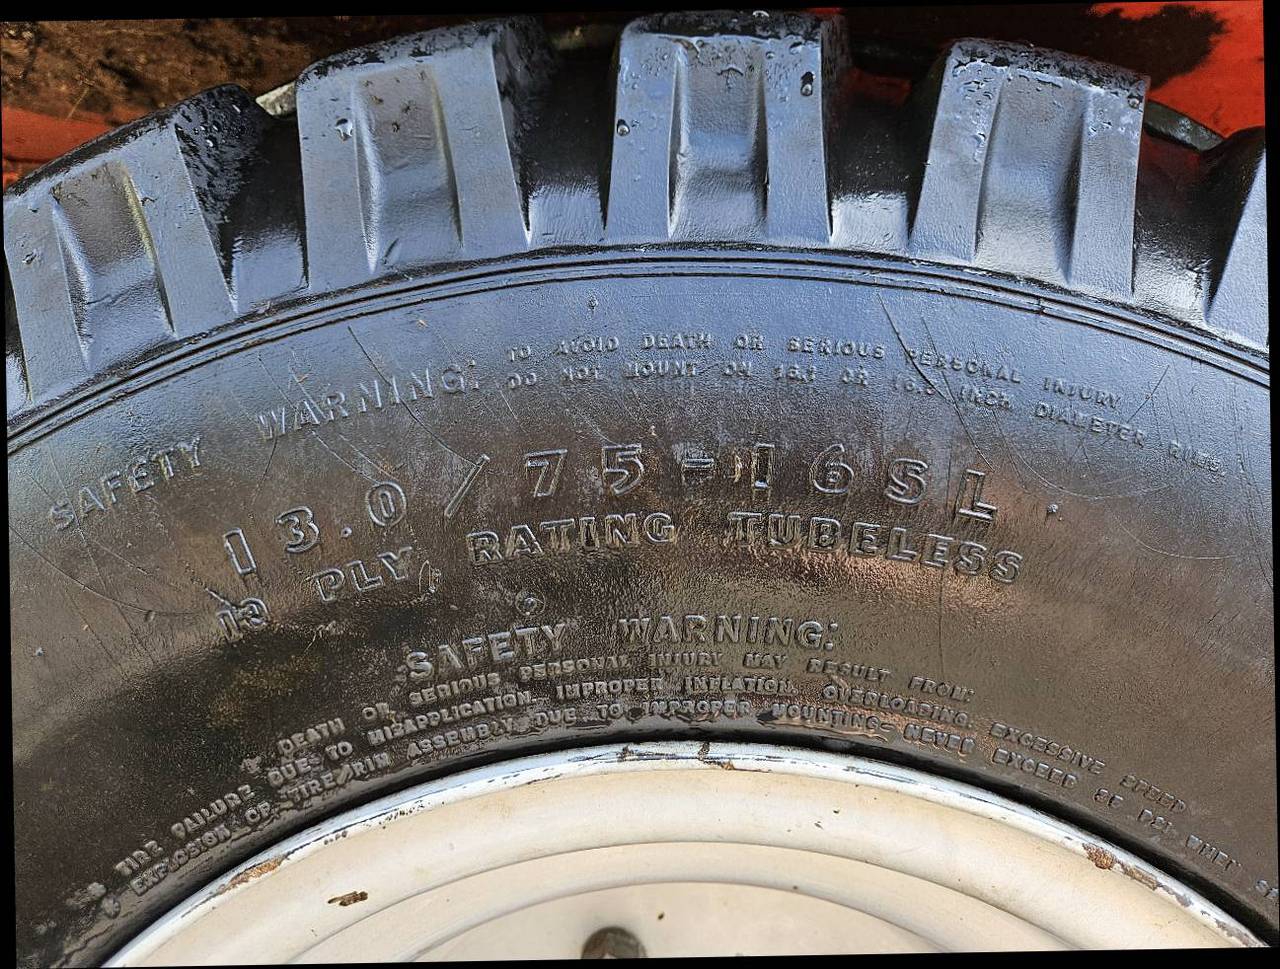 SAFETY WARNING: TO AVOID DEATH OR SERIOUS PERSONAL INJURY
DO NOT MOUNT ON 16.1 OR 16.5 INCH DIAMETER RIMS.
13.0/75-16SL
10 PLY RATING TUBELESS
SAFETY WARNING:
DEATH OR SERIOUS PERSONAL INJURY MAY RESULT FROM:
TIRE FAILURE DUE TO MISAPPLICATION, IMPROPER INFLATION, OVERLOADING, EXCESSIVE SPEED
EXPLOSION OF TIRE/RIM ASSEMBLY DUE TO IMPROPER MOUNTING- NEVER EXCEED 35 PSI WHEN